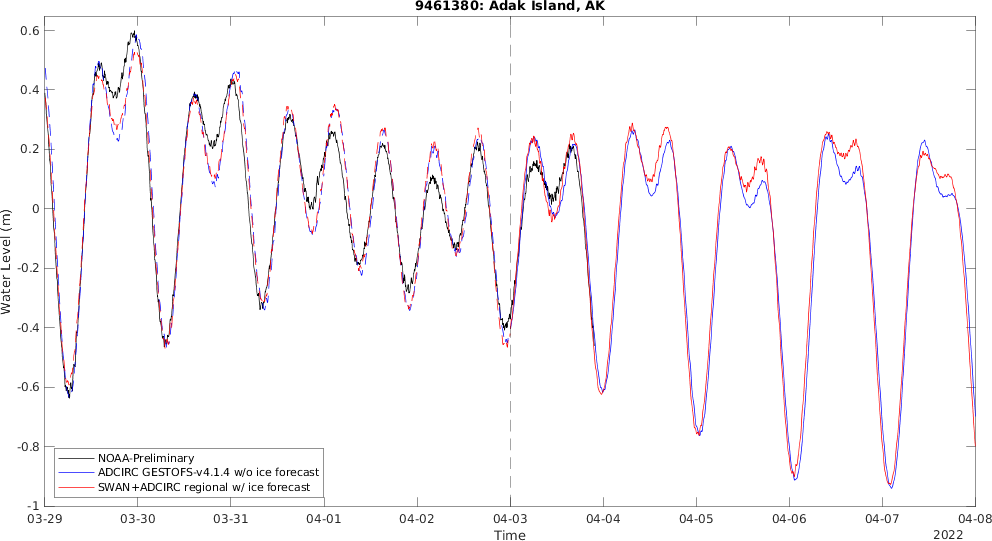 9461380: Adak Island, AK
0.6
0.4
0.2
0
-0.2
-0.4
-0.6
-0.8
-1
Water Level (m)
NOAA-Preliminary
ADCIRC GESTOFS-v4.1.4 w/o ice forecast
SWAN+ADCIRC regional w/ ice forecast
03-29 03-30 03-31 04-01 04-02 04-03 04-04 04-05 04-06 04-07 04-08
Time
2022